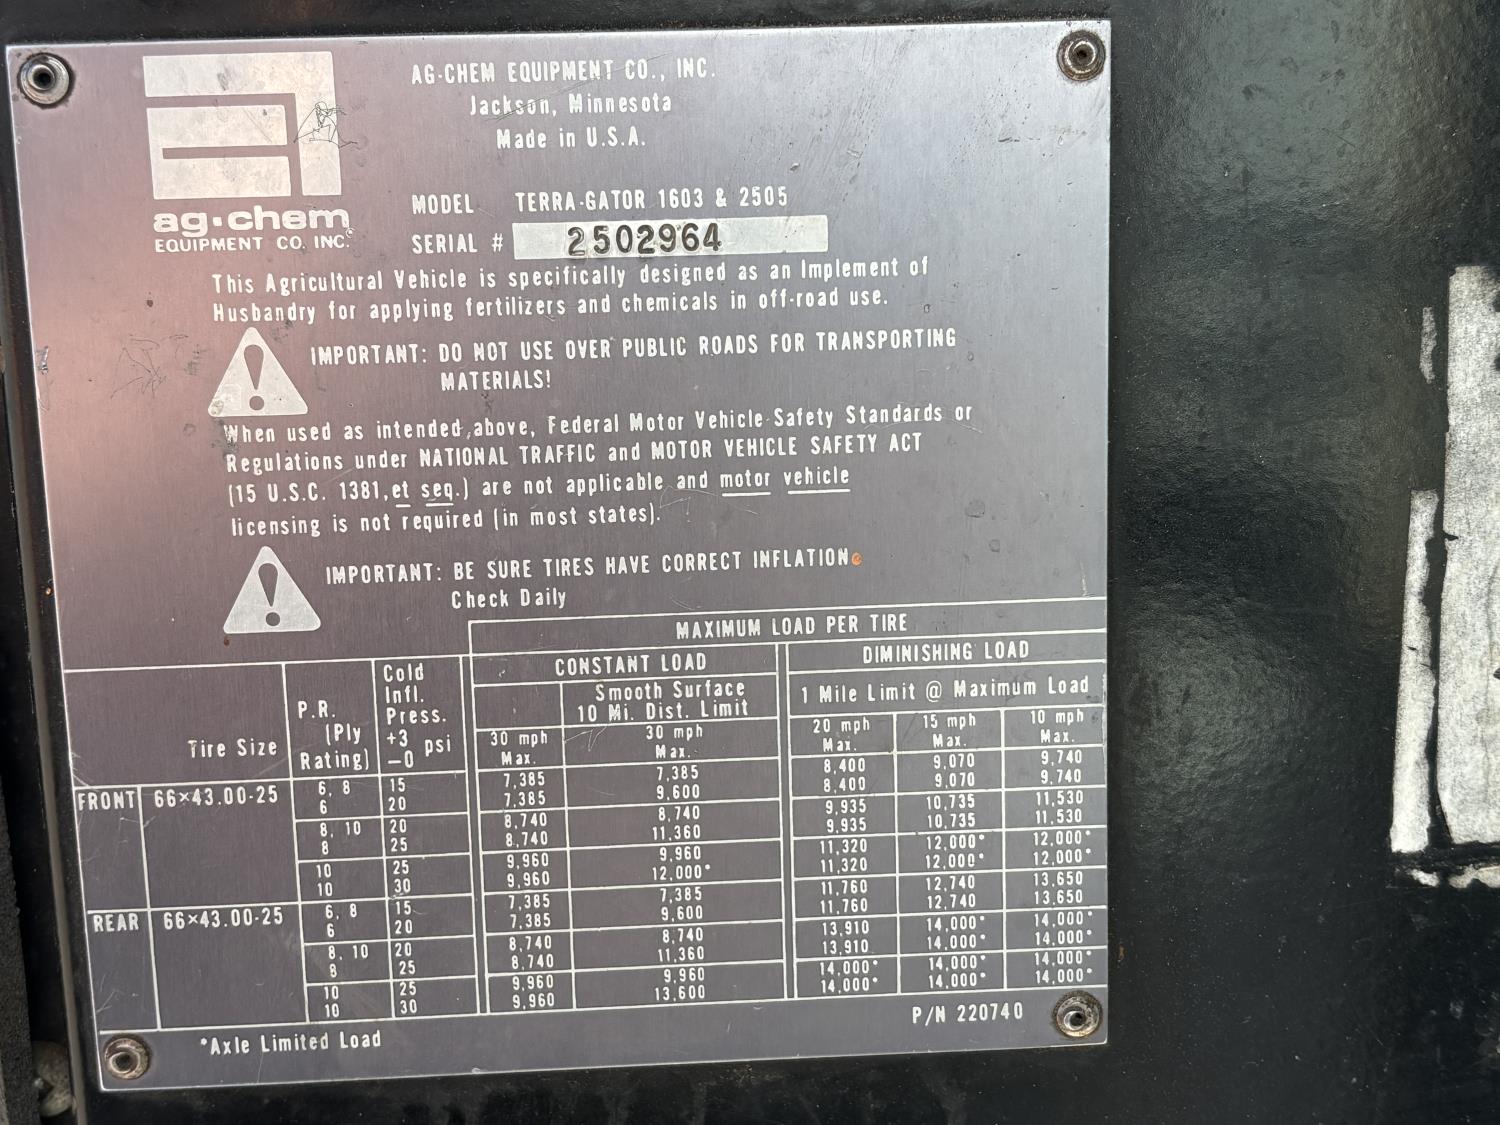 AG-CHEM EQUIPMENT CO., INC.
Jackson, Minnesota
Made in U.S.A.
ag·chem
EQUIPMENT CO. INC.
MODEL TERRA-GATOR 1603 & 2505
SERIAL # 2502964
This Agricultural Vehicle is specifically designed as an Implement of
Husbandry for applying fertilizers and chemicals in off-road use.
IMPORTANT: DO NOT USE OVER PUBLIC ROADS FOR TRANSPORTING
MATERIALS!
When used as intended, above, Federal Motor Vehicle Safety Standards or
Regulations under NATIONAL TRAFFIC and MOTOR VEHICLE SAFETY ACT
(15 U.S.C. 1381, et seq.) are not applicable and motor vehicle
licensing is not required (in most states).
IMPORTANT: BE SURE TIRES HAVE CORRECT INFLATION.
Check Daily
MAXIMUM LOAD PER TIRE
CONSTANT LOAD DIMINISHING LOAD
Tire Size P.R. (Ply Rating) Cold Infl. Press. +3 -0 psi 30 mph Max. Smooth Surface 10 Mi. Dist. Limit 30 mph Max. 1 Mile Limit @ Maximum Load 20 mph Max. 15 mph Max. 10 mph Max.
FRONT 66×43.00-25 6, 8 15 7,385 7,385 8,400 9,070 9,740
6 20 7,385 9,600 8,400 9,070 9,740
8, 10 20 8,740 8,740 9,935 10,735 11,530
8 25 8,740 11,360 9,935 10,735 11,530
10 25 9,960 9,960 11,320 12,000* 12,000*
10 30 9,960 12,000* 11,320 12,000* 12,000*
REAR 66×43.00-25 6, 8 15 7,385 7,385 11,760 12,740 13,650
6 20 7,385 9,600 11,760 12,740 13,650
8, 10 20 8,740 8,740 13,910 14,000* 14,000*
8 25 8,740 11,360 13,910 14,000* 14,000*
10 25 9,960 9,960 14,000* 14,000* 14,000*
10 30 9,960 13,600 14,000* 14,000* 14,000*
*Axle Limited Load
P/N 220740